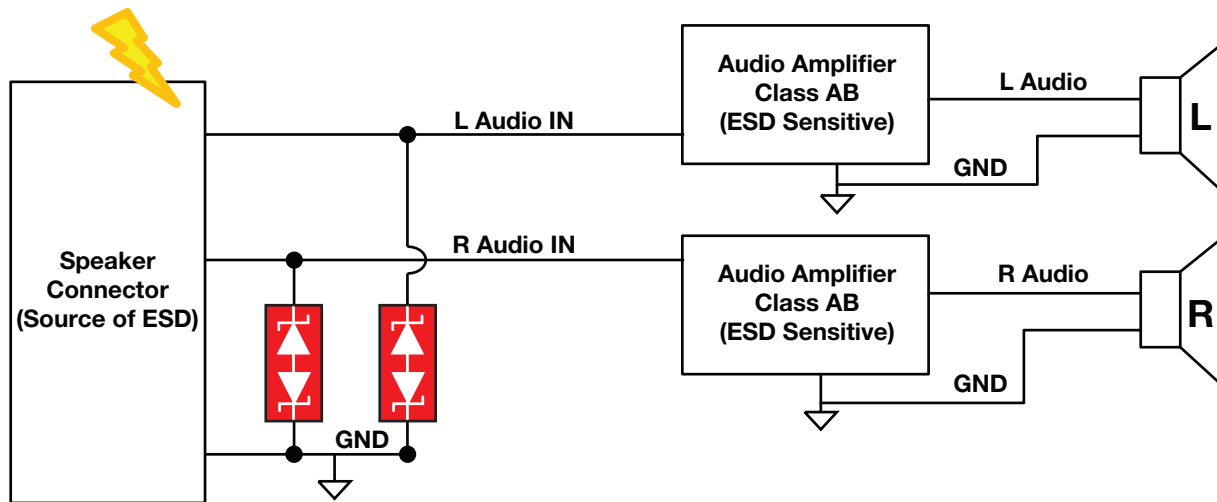 Speaker
Connector
(Source of ESD)
L Audio IN
R Audio IN
GND
Audio Amplifier
Class AB
(ESD Sensitive)
L Audio
GND
L
Audio Amplifier
Class AB
(ESD Sensitive)
R Audio
GND
R